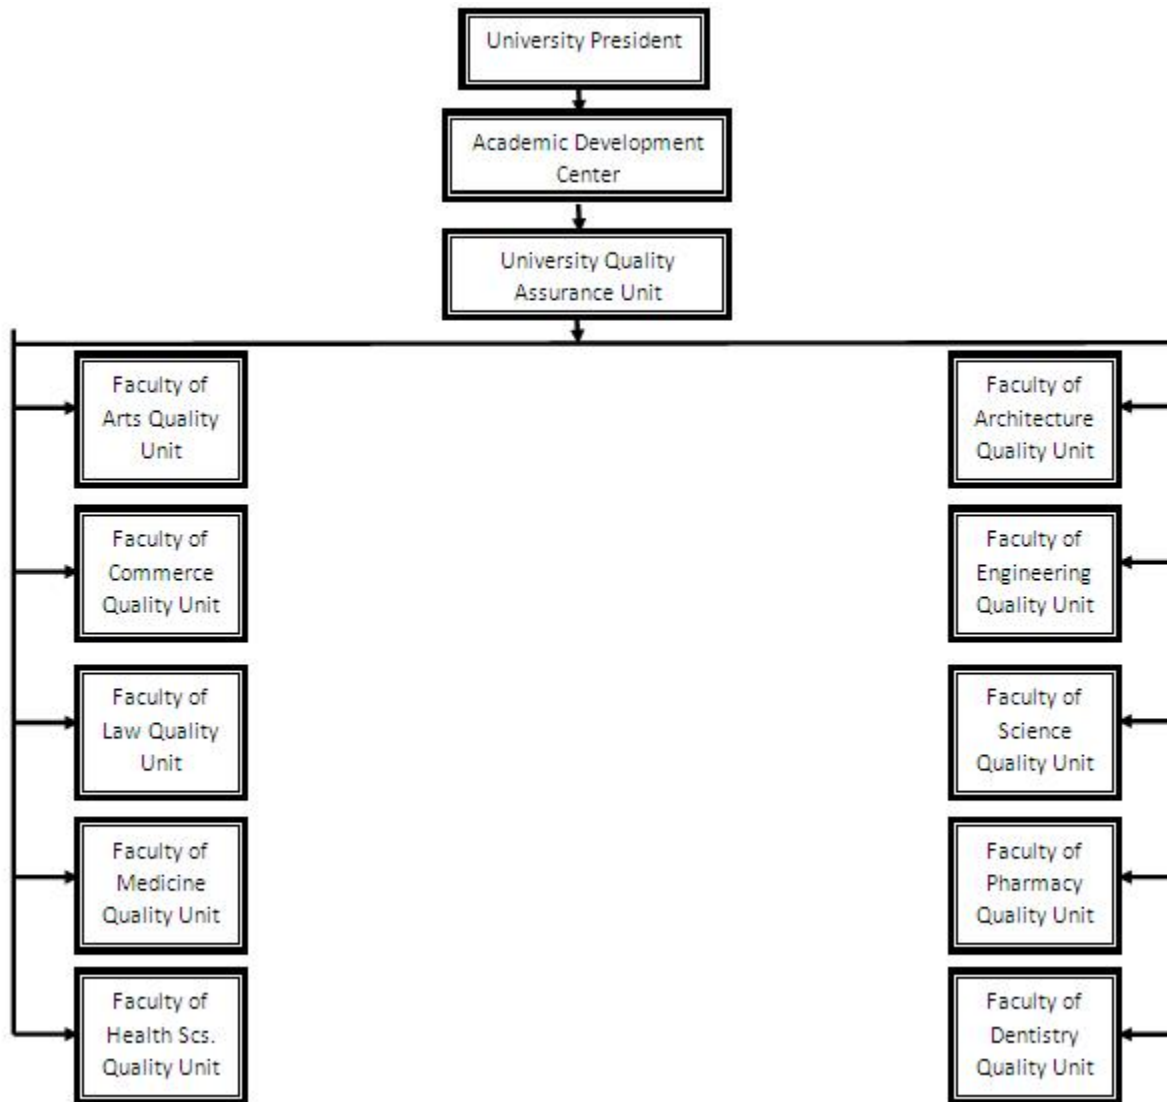 University President
Academic Development
Center
University Quality
Assurance Unit
Faculty of
Arts Quality
Unit
Faculty of
Architecture
Quality Unit
Faculty of
Commerce
Quality Unit
Faculty of
Engineering
Quality Unit
Faculty of
Law Quality
Unit
Faculty of
Science
Quality Unit
Faculty of
Medicine
Quality Unit
Faculty of
Pharmacy
Quality Unit
Faculty of
Health Scs.
Quality Unit
Faculty of
Dentistry
Quality Unit